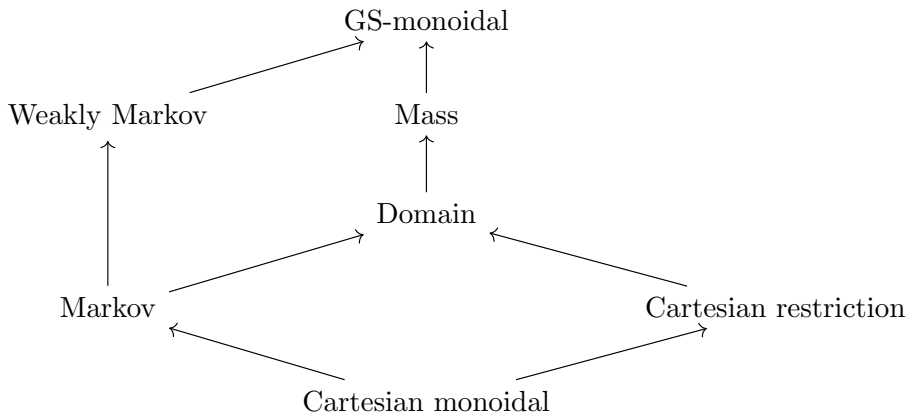 GS-monoidal
Weakly Markov
Mass
Domain
Markov
Cartesian restriction
Cartesian monoidal